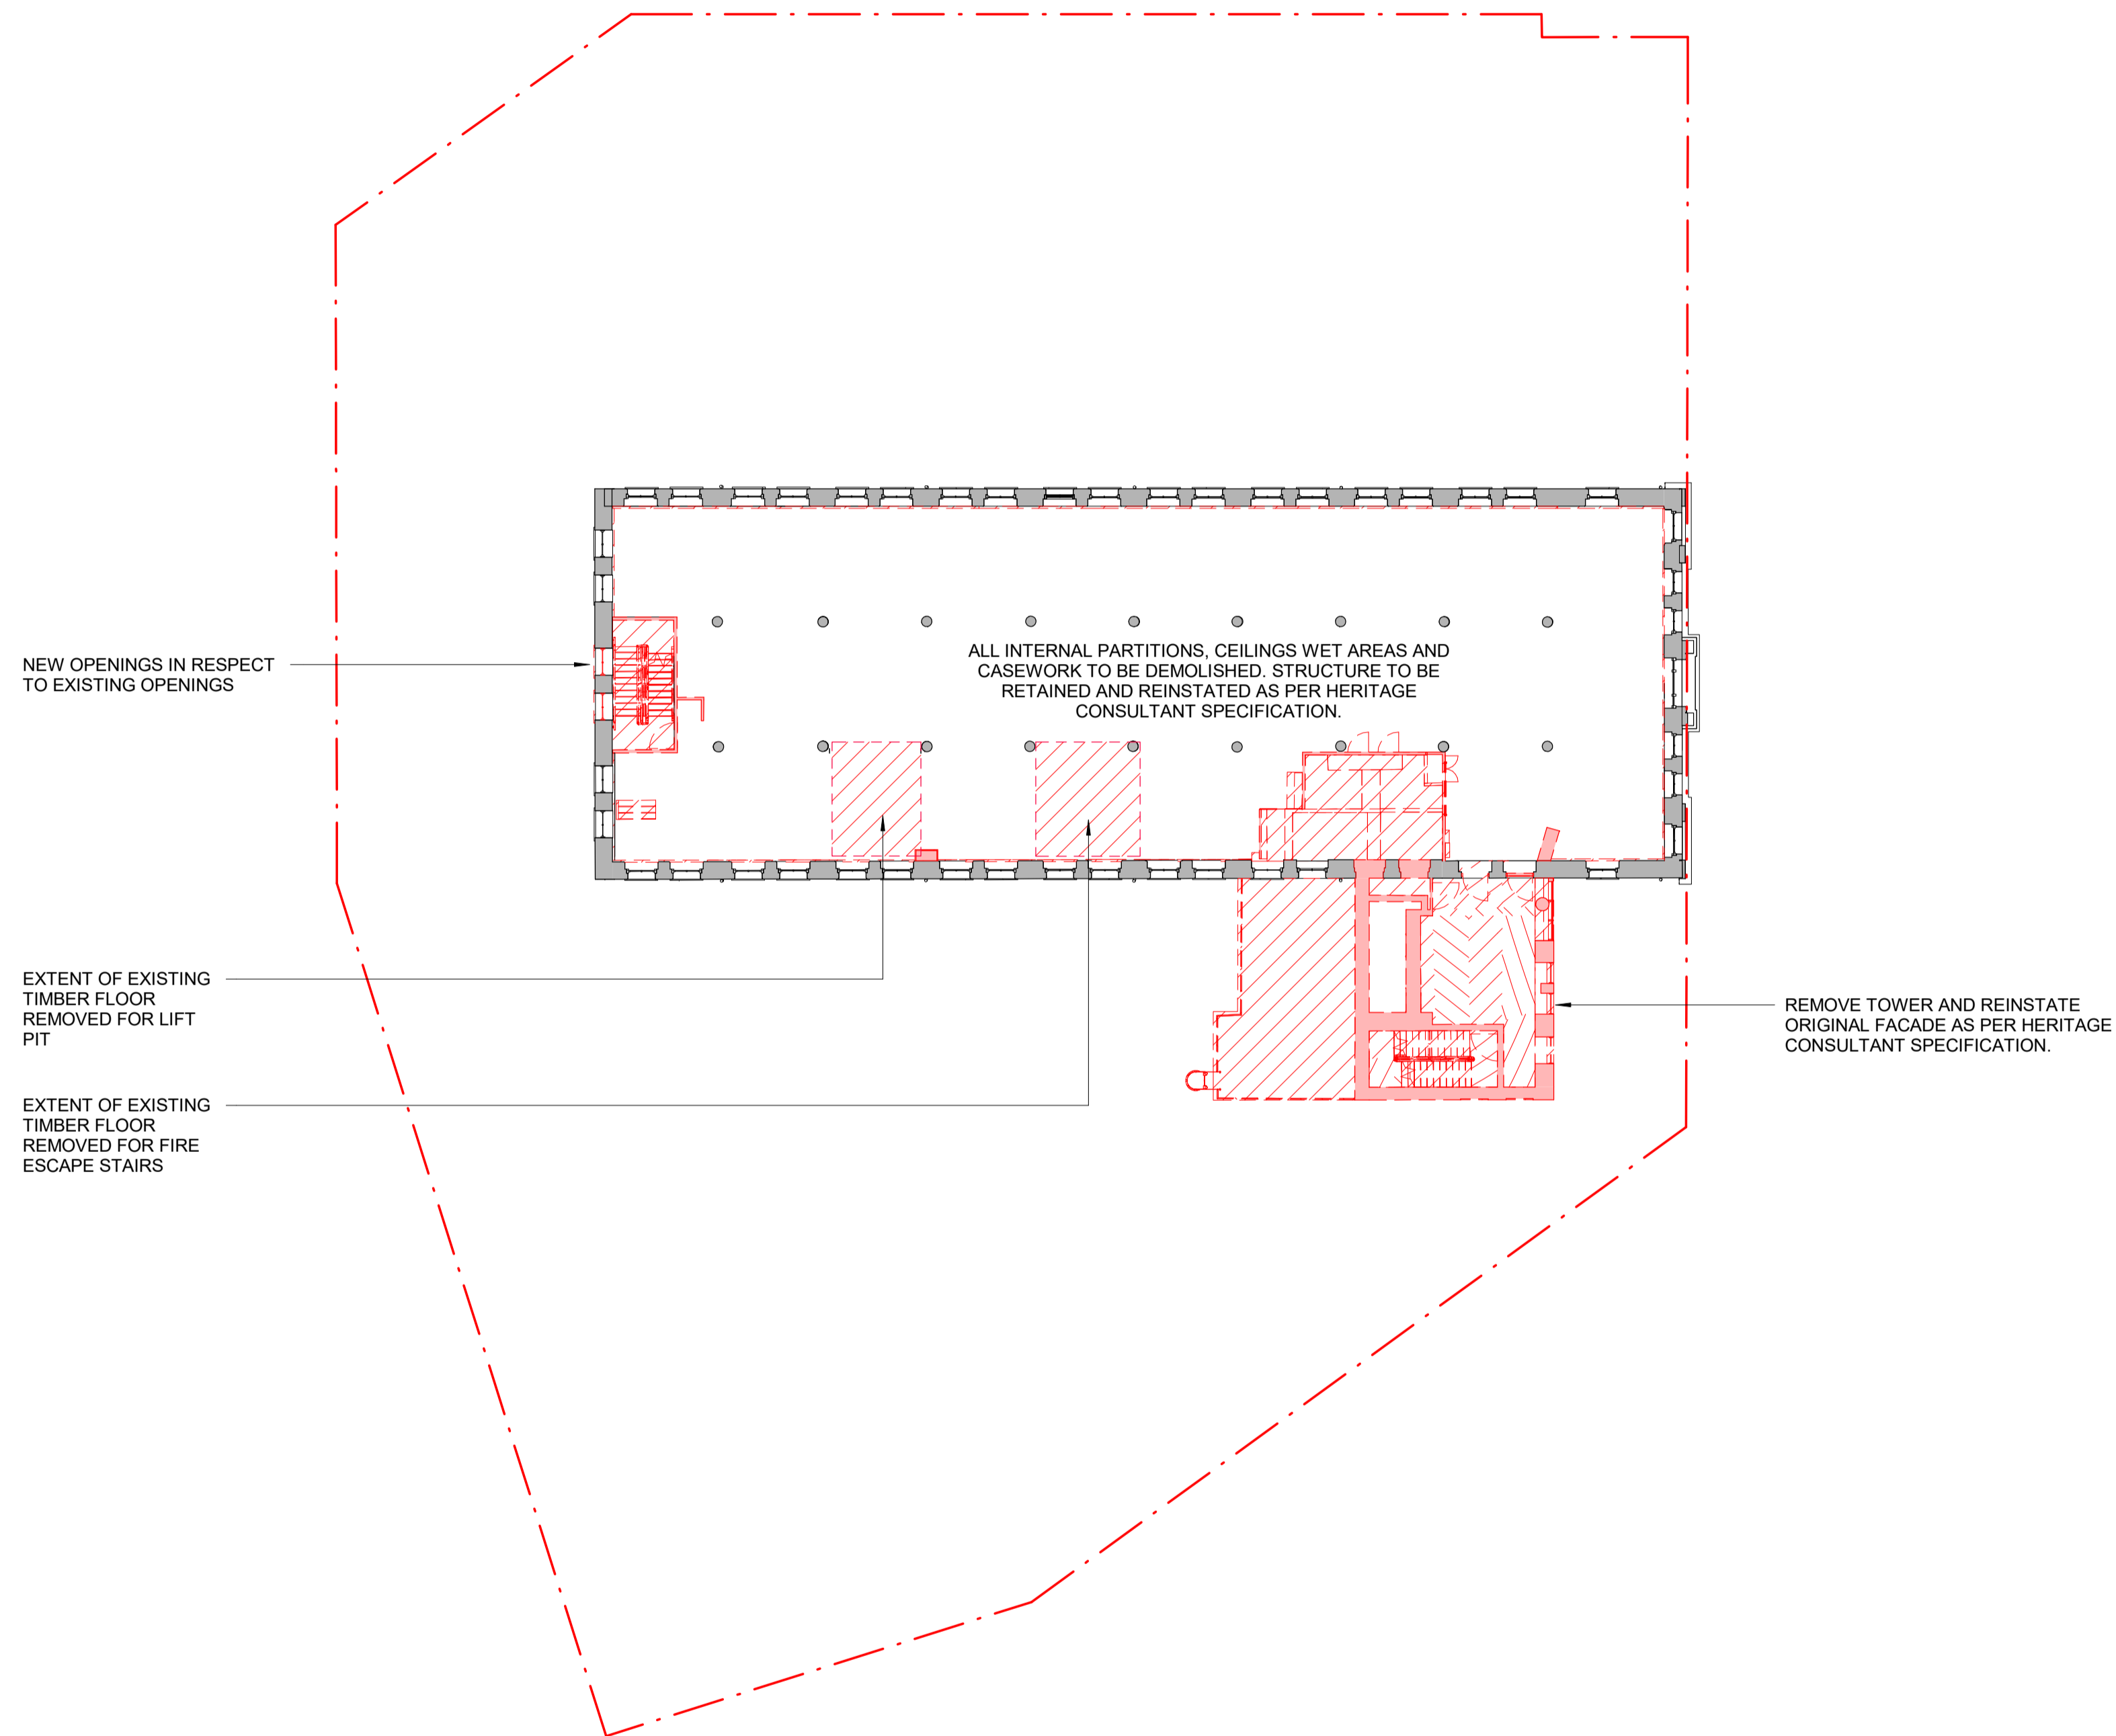 ALL INTERNAL PARTITIONS, CEILINGS WET AREAS AND
CASEWORK TO BE DEMOLISHED. STRUCTURE TO BE
RETAINED AND REINSTATED AS PER HERITAGE
CONSULTANT SPECIFICATION.
NEW OPENINGS IN RESPECT
TO EXISTING OPENINGS
EXTENT OF EXISTING
TIMBER FLOOR
REMOVED FOR LIFT
PIT
REMOVE TOWER AND REINSTATE
ORIGINAL FACADE AS PER HERITAGE
CONSULTANT SPECIFICATION.
EXTENT OF EXISTING
TIMBER FLOOR
REMOVED FOR FIRE
ESCAPE STAIRS